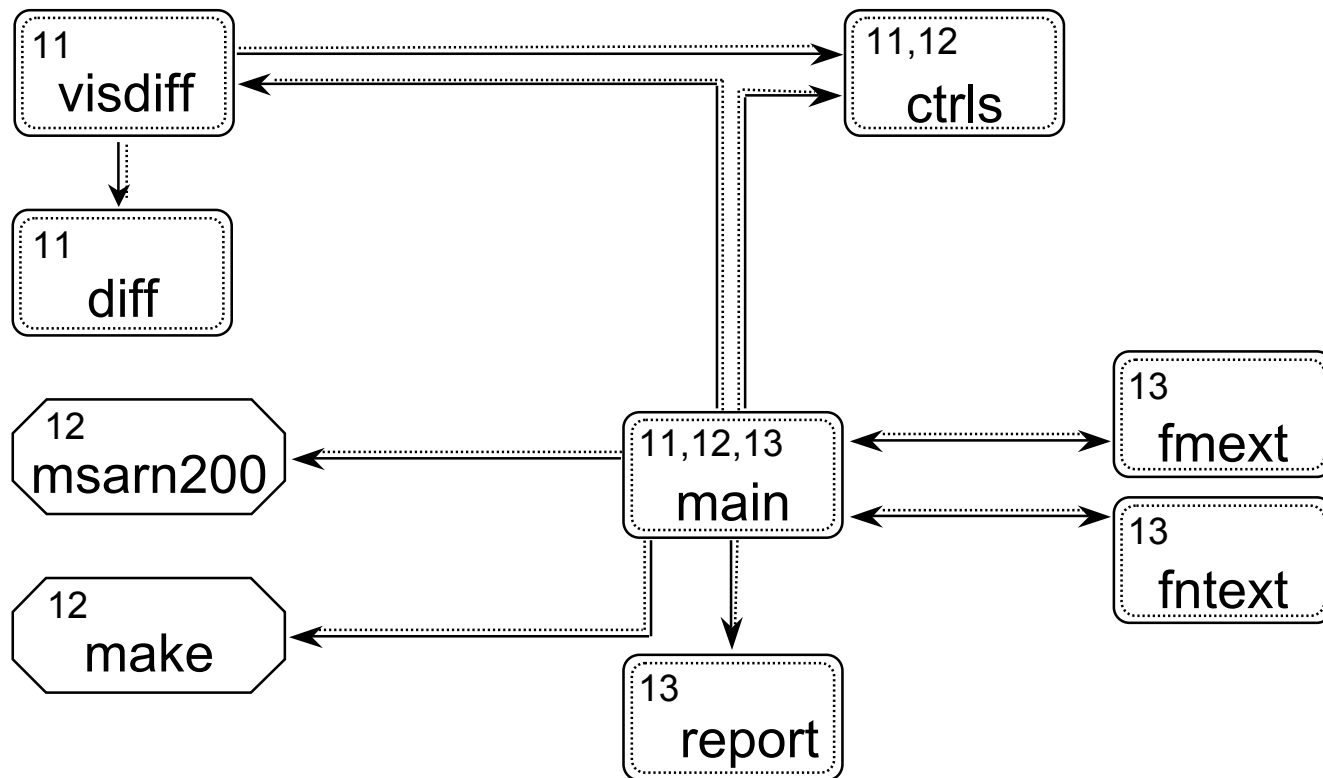 11
visdiff
11,12
ctrls
11
diff
12
msarn200
11,12,13
main
13
fmext
13
fntext
12
make
13
report